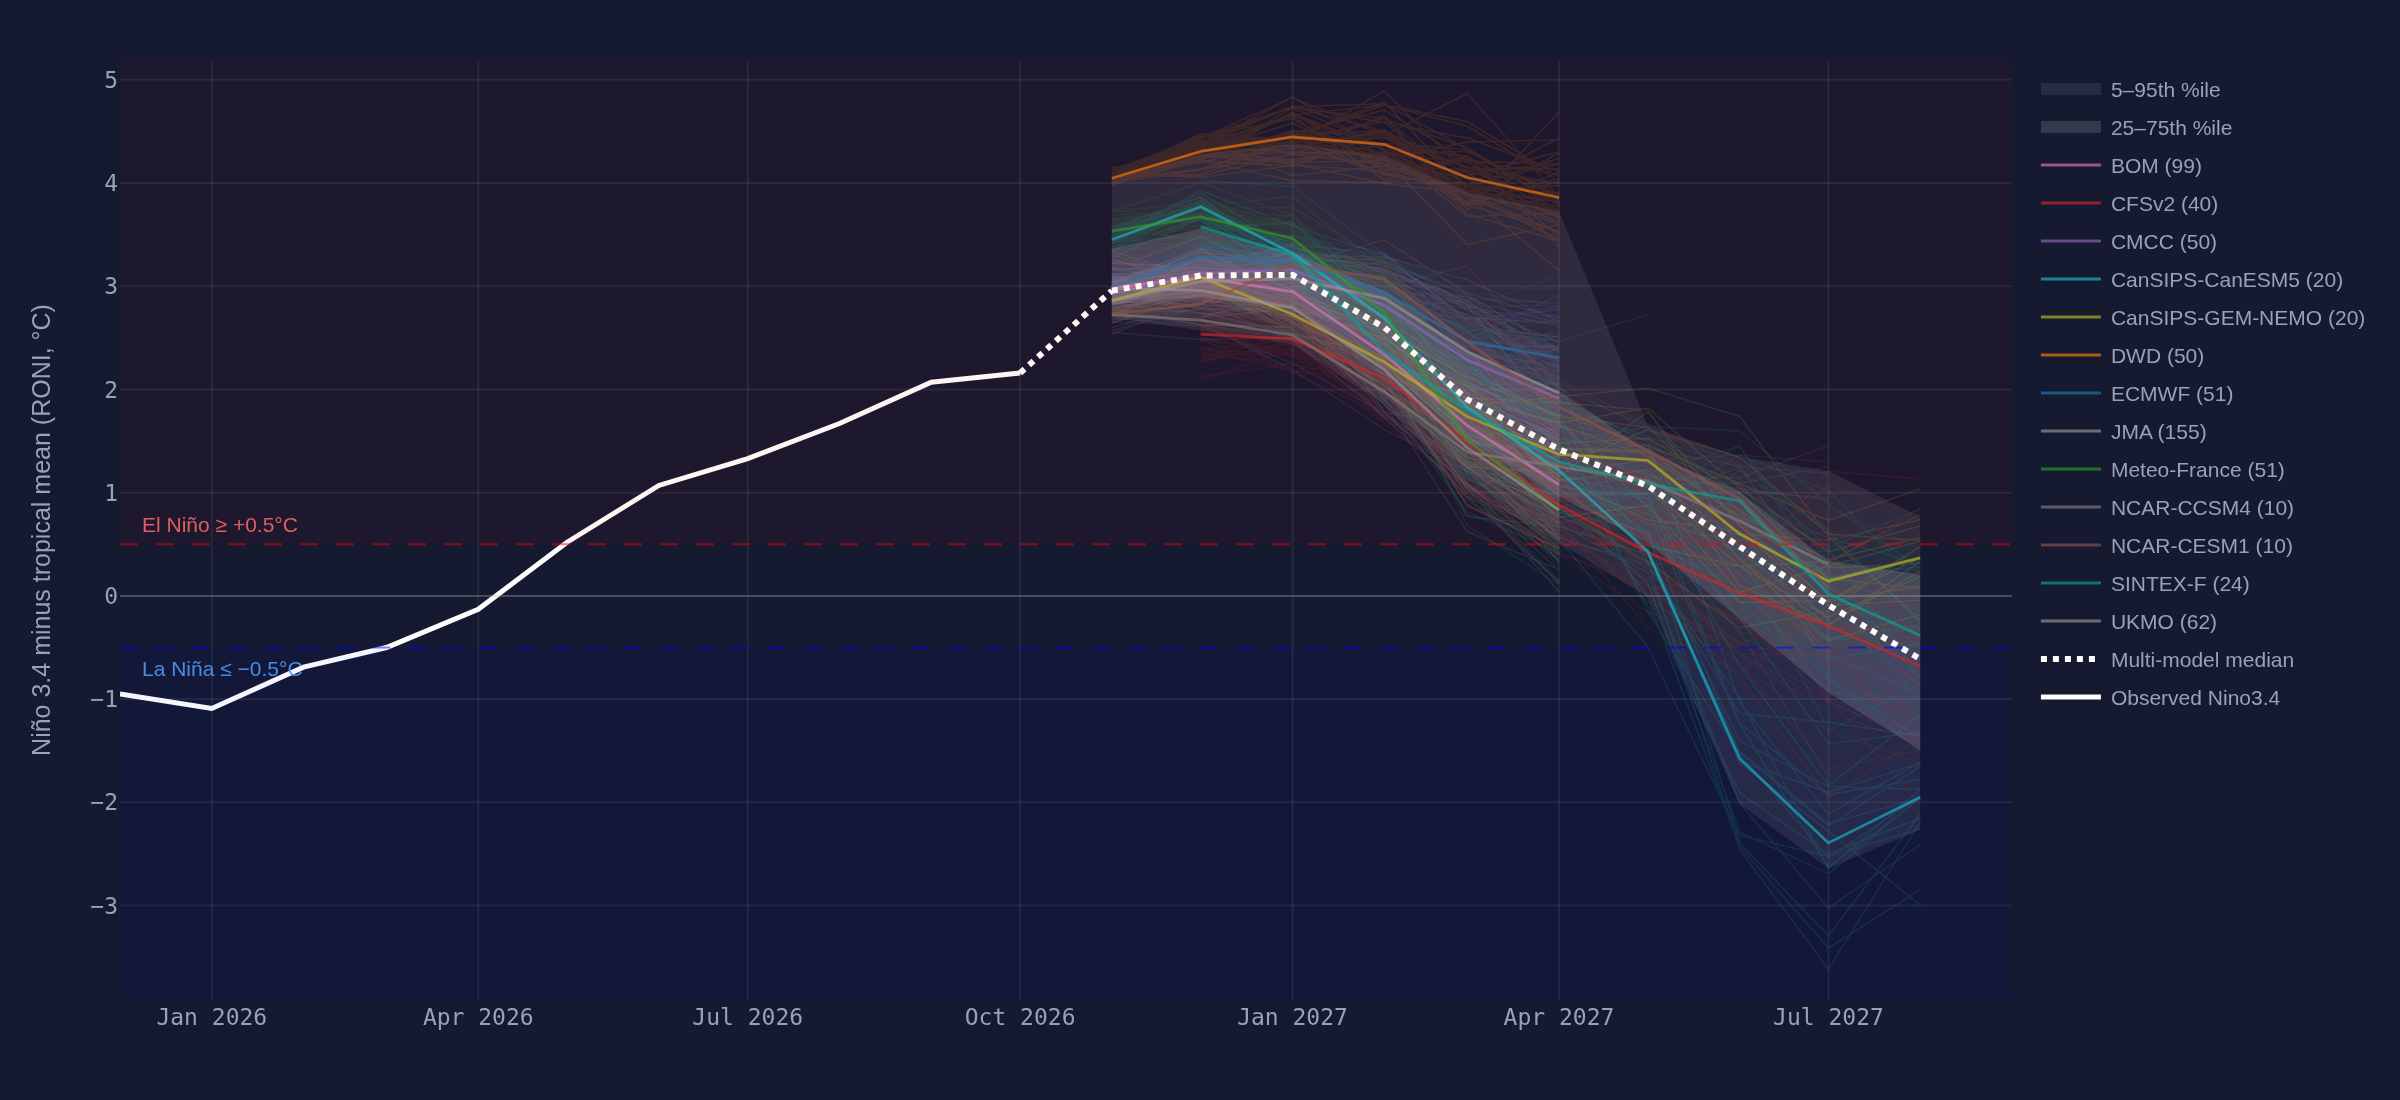 Niño 3.4 minus tropical mean (RONI, °C)
5
4
3
2
1
0
−1
−2
−3
El Niño ≥ +0.5°C
La Niña ≤ −0.5°C
Jan 2026
Apr 2026
Jul 2026
Oct 2026
Jan 2027
Apr 2027
Jul 2027
5–95th %ile
25–75th %ile
BOM (99)
CFSv2 (40)
CMCC (50)
CanSIPS-CanESM5 (20)
CanSIPS-GEM-NEMO (20)
DWD (50)
ECMWF (51)
JMA (155)
Meteo-France (51)
NCAR-CCSM4 (10)
NCAR-CESM1 (10)
SINTEX-F (24)
UKMO (62)
Multi-model median
Observed Nino3.4